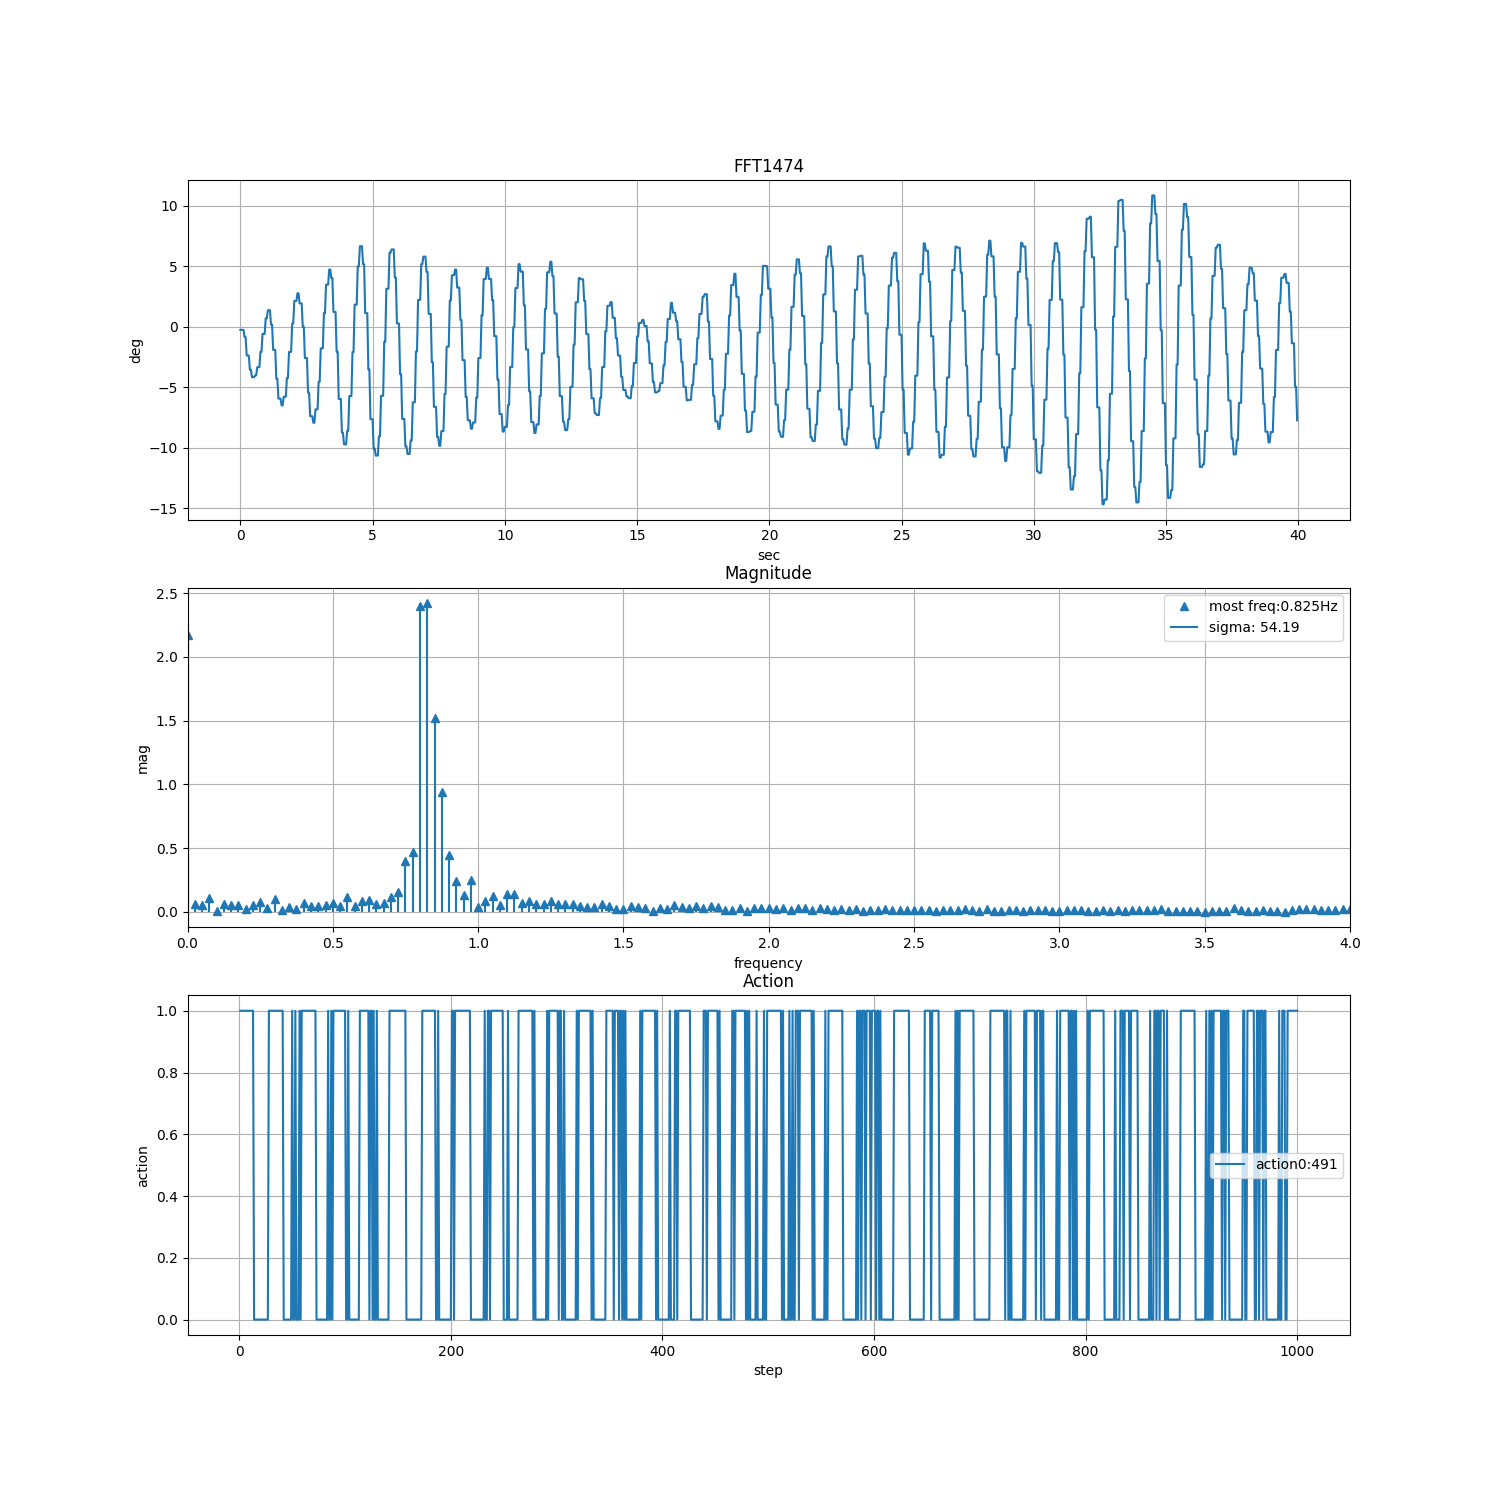 FFT1474
10
5
0
−5
−10
−15
deg
0 5 10 15 20 25 30 35 40
sec
Magnitude
2.5
2.0
1.5
1.0
0.5
0.0
mag
most freq:0.825Hz
sigma: 54.19
0.0 0.5 1.0 1.5 2.0 2.5 3.0 3.5 4.0
frequency
Action
1.0
0.8
0.6
0.4
0.2
0.0
action
action0:491
0 200 400 600 800 1000
step